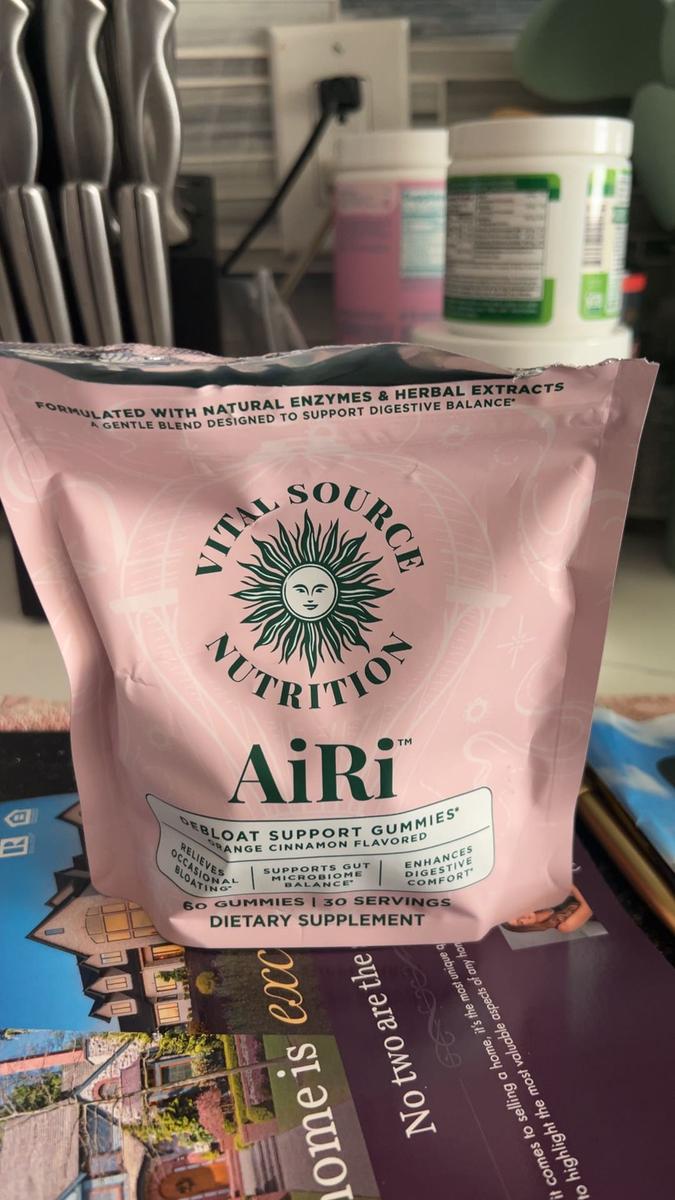 FORMULATED WITH NATURAL ENZYMES & HERBAL EXTRACTS
A GENTLE BLEND DESIGNED TO SUPPORT DIGESTIVE BALANCE*
VITAL SOURCE
NUTRITION
AiRi™
DEBLOAT SUPPORT GUMMIES*
ORANGE CINNAMON FLAVORED
RELIEVES
OCCASIONAL
BLOATING*
SUPPORTS GUT
MICROBIOME
BALANCE*
ENHANCES
DIGESTIVE
COMFORT*
60 GUMMIES | 30 SERVINGS
DIETARY SUPPLEMENT
exc
ome is
No two are the
it comes to selling a home, it's the most unique
to highlight the most valuable aspects of any hom